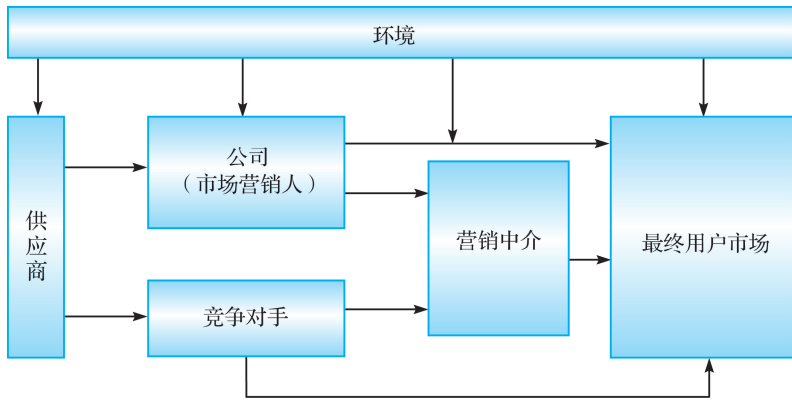 环境
公司
（市场营销人）
供应商
营销中介
最终用户市场
竞争对手